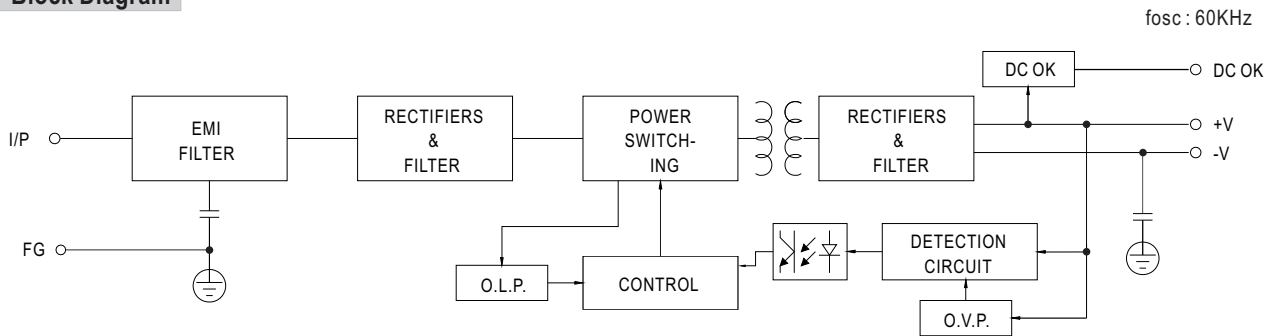 Block Diagram
fosc : 60KHz
I/P
EMI
FILTER
RECTIFIERS
&
FILTER
POWER
SWITCH-
ING
RECTIFIERS
&
FILTER
DC OK
DC OK
+V
-V
FG
O.L.P.
CONTROL
DETECTION
CIRCUIT
O.V.P.